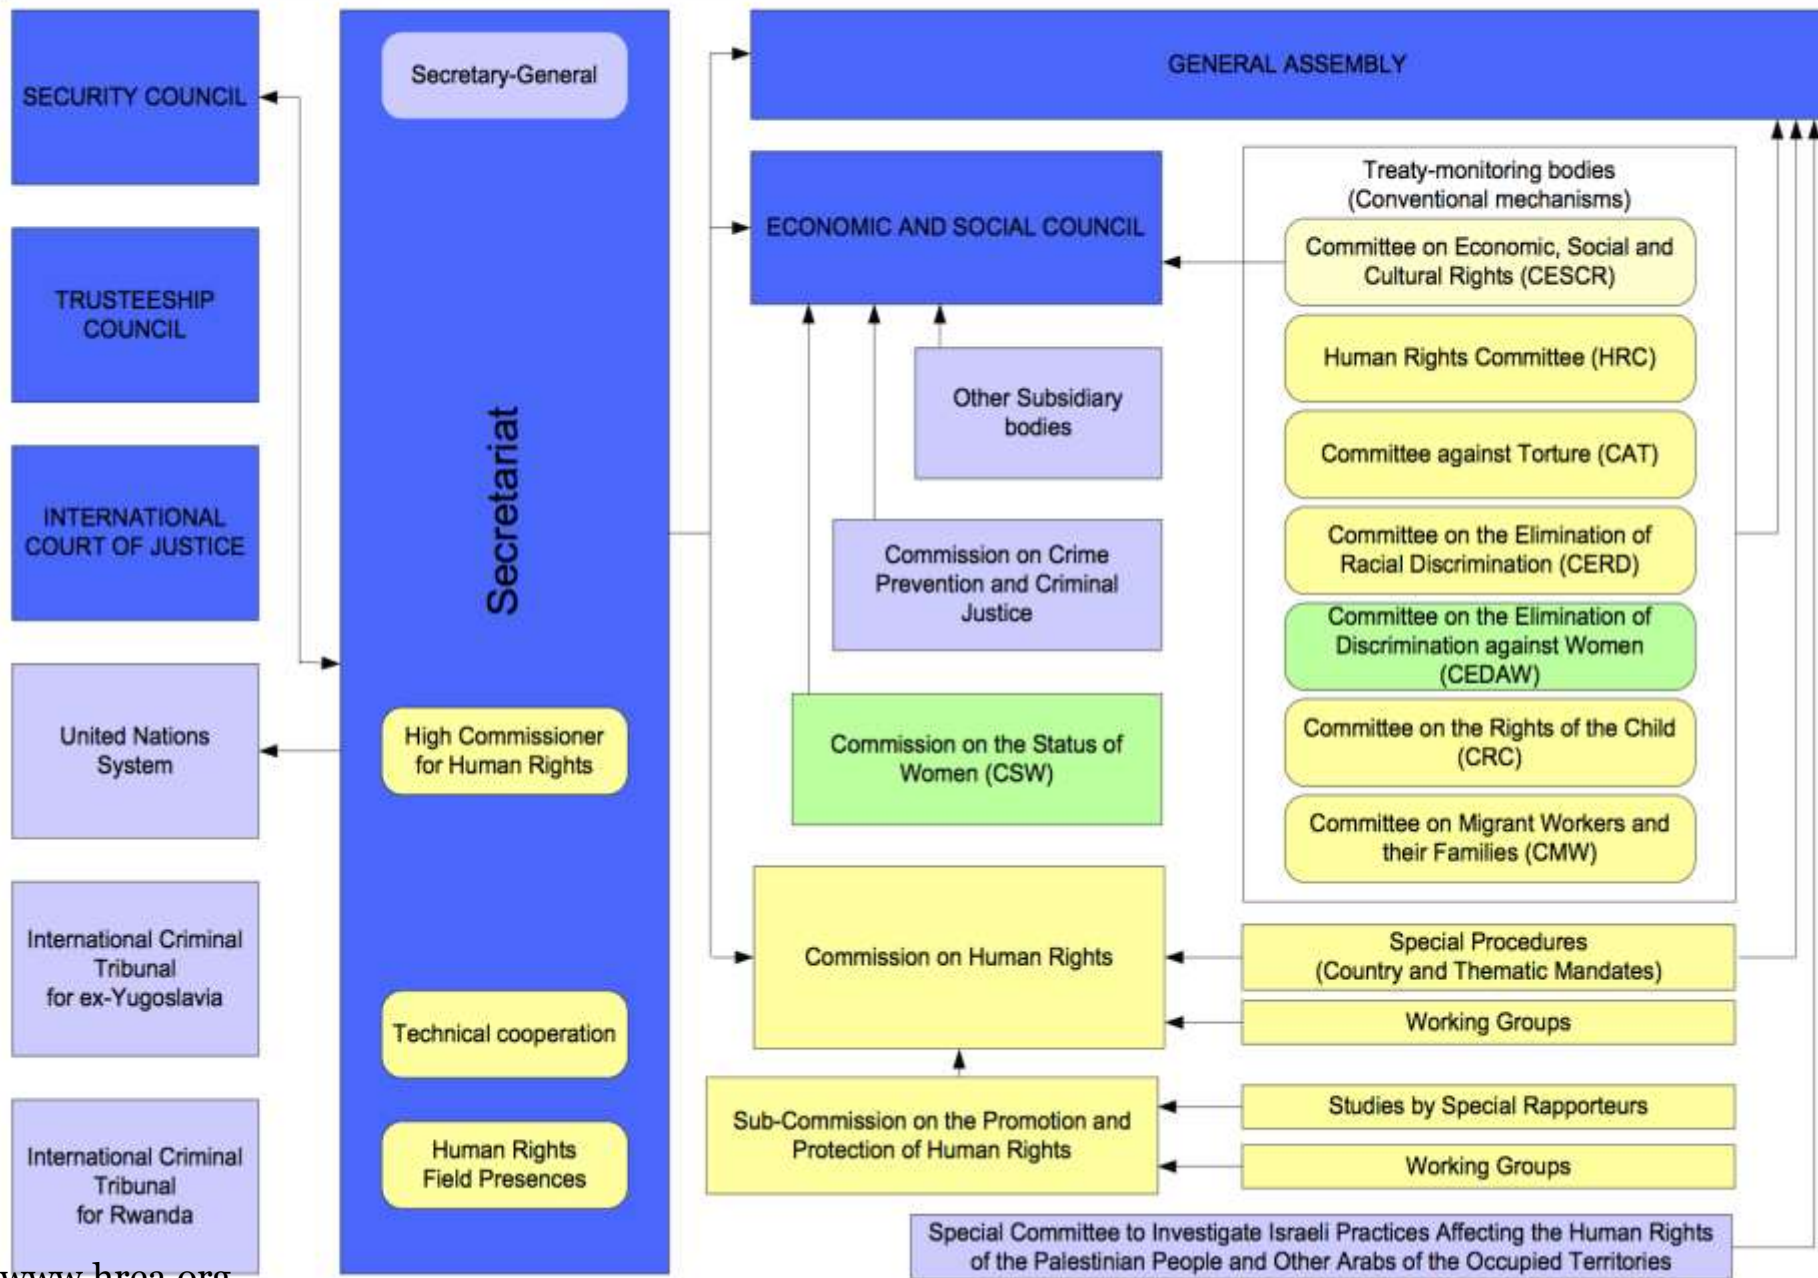 SECURITY COUNCIL
TRUSTEESHIP
COUNCIL
INTERNATIONAL
COURT OF JUSTICE
United Nations
System
International Criminal
Tribunal
for ex-Yugoslavia
International Criminal
Tribunal
for Rwanda
Secretary-General
Secretariat
High Commissioner
for Human Rights
Technical cooperation
Human Rights
Field Presences
GENERAL ASSEMBLY
ECONOMIC AND SOCIAL COUNCIL
Other Subsidiary
bodies
Commission on Crime
Prevention and Criminal
Justice
Commission on the Status of
Women (CSW)
Commission on Human Rights
Sub-Commission on the Promotion and
Protection of Human Rights
Treaty-monitoring bodies
(Conventional mechanisms)
Committee on Economic, Social and
Cultural Rights (CESCR)
Human Rights Committee (HRC)
Committee against Torture (CAT)
Committee on the Elimination of
Racial Discrimination (CERD)
Committee on the Elimination of
Discrimination against Women
(CEDAW)
Committee on the Rights of the Child
(CRC)
Committee on Migrant Workers and
their Families (CMW)
Special Procedures
(Country and Thematic Mandates)
Working Groups
Studies by Special Rapporteurs
Working Groups
Special Committee to Investigate Israeli Practices Affecting the Human Rights
of the Palestinian People and Other Arabs of the Occupied Territories
www.hrea.org